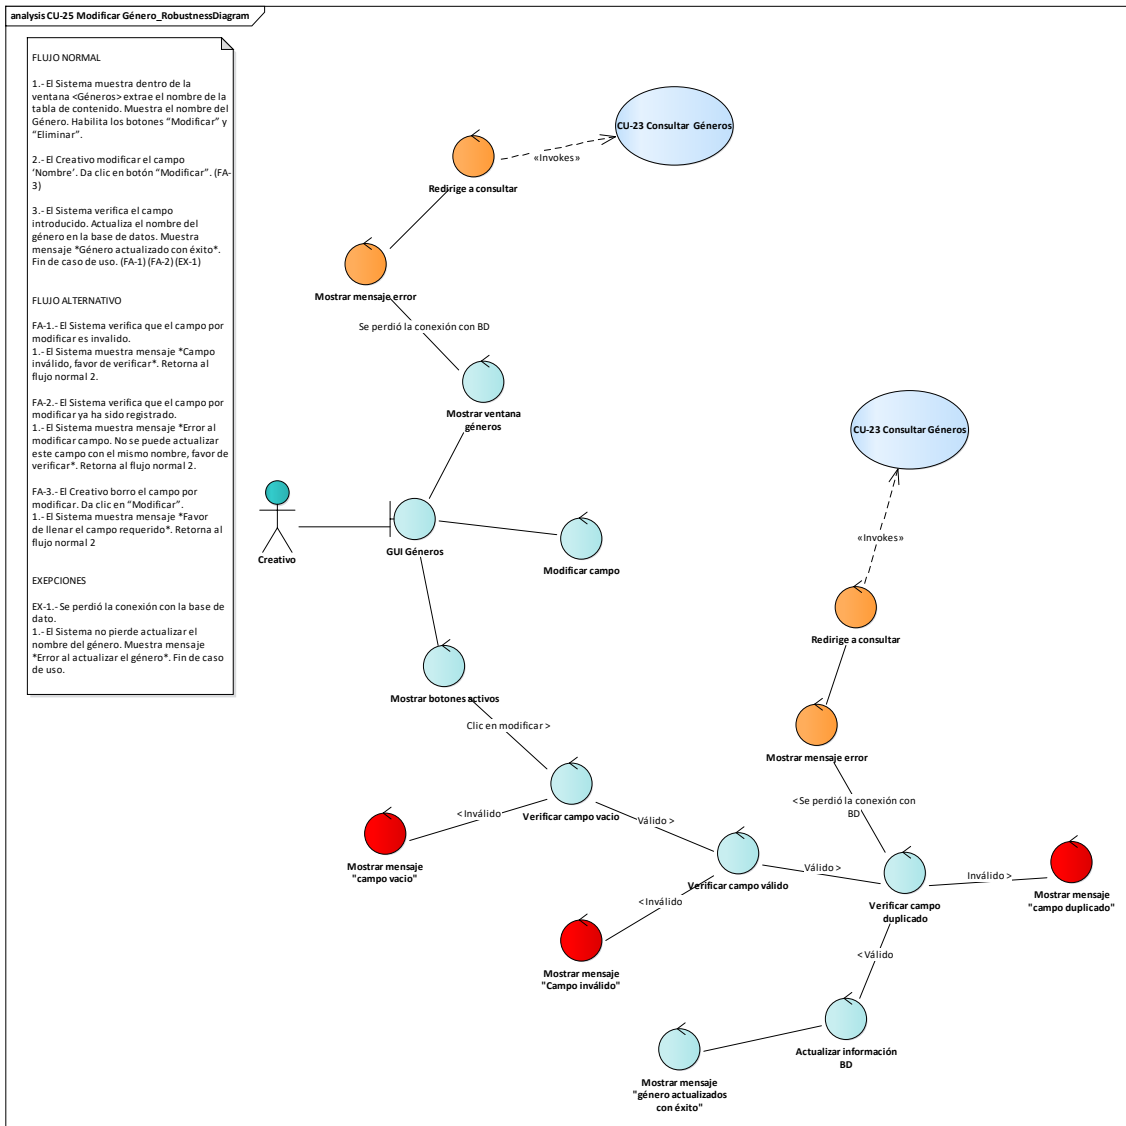 analysis CU-25 Modificar Género_RobustnessDiagram
FLUJO NORMAL
1.- El Sistema muestra dentro de la
ventana <Géneros> extrae el nombre de la
tabla de contenido. Muestra el nombre del
Género. Habilita los botones “Modificar” y
“Eliminar”.
2.- El Creativo modificar el campo
‘Nombre’. Da clic en botón “Modificar”. (FA-
3)
3.- El Sistema verifica el campo
introducido. Actualiza el nombre del
género en la base de datos. Muestra
mensaje *Género actualizado con éxito*.
Fin de caso de uso. (FA-1) (FA-2) (EX-1)
FLUJO ALTERNATIVO
FA-1.- El Sistema verifica que el campo por
modificar es invalido.
1.- El Sistema muestra mensaje *Campo
inválido, favor de verificar*. Retorna al
flujo normal 2.
FA-2.- El Sistema verifica que el campo por
modificar ya ha sido registrado.
1.- El Sistema muestra mensaje *Error al
modificar campo. No se puede actualizar
este campo con el mismo nombre, favor de
verificar*. Retorna al flujo normal 2.
FA-3.- El Creativo borro el campo por
modificar. Da clic en “Modificar”.
1.- El Sistema muestra mensaje *Favor
de llenar el campo requerido*. Retorna al
flujo normal 2
EXEPCIONES
EX-1.- Se perdió la conexión con la base de
dato.
1.- El Sistema no pierde actualizar el
nombre del género. Muestra mensaje
*Error al actualizar el género*. Fin de caso
de uso.
CU-23 Consultar Géneros
«Invokes»
Redirige a consultar
Mostrar mensaje error
Se perdió la conexión con BD
Mostrar ventana
géneros
CU-23 Consultar Géneros
«Invokes»
Creativo
GUI Géneros
Modificar campo
Redirige a consultar
Mostrar botones activos
Clic en modificar >
Mostrar mensaje error
< Se perdió la conexión con
BD
Verificar campo vacio
< Inválido
Válido >
Mostrar mensaje
"campo vacio"
Verificar campo válido
Válido >
Verificar campo
duplicado
Inválido >
Mostrar mensaje
"campo duplicado"
< Inválido
Mostrar mensaje
"Campo inválido"
< Válido
Actualizar información
BD
Mostrar mensaje
"género actualizados
con éxito"